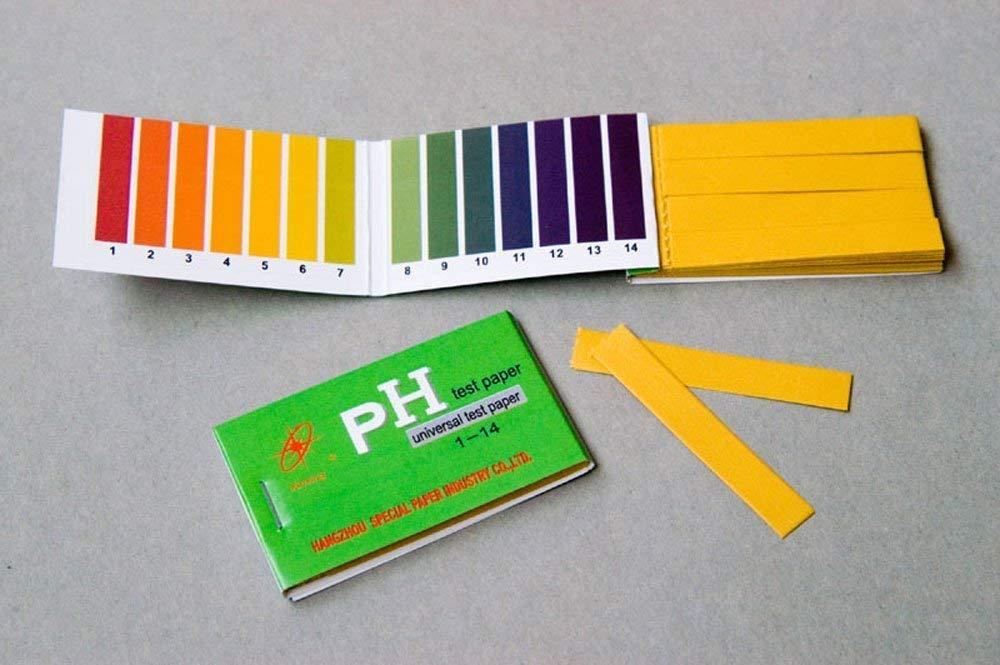 1 2 3 4 5 6 7 8 9 10 11 12 13 14
PH test paper
universal test paper
1—14
HANGZHOU SPECIAL PAPER INDUSTRY CO.,LTD.